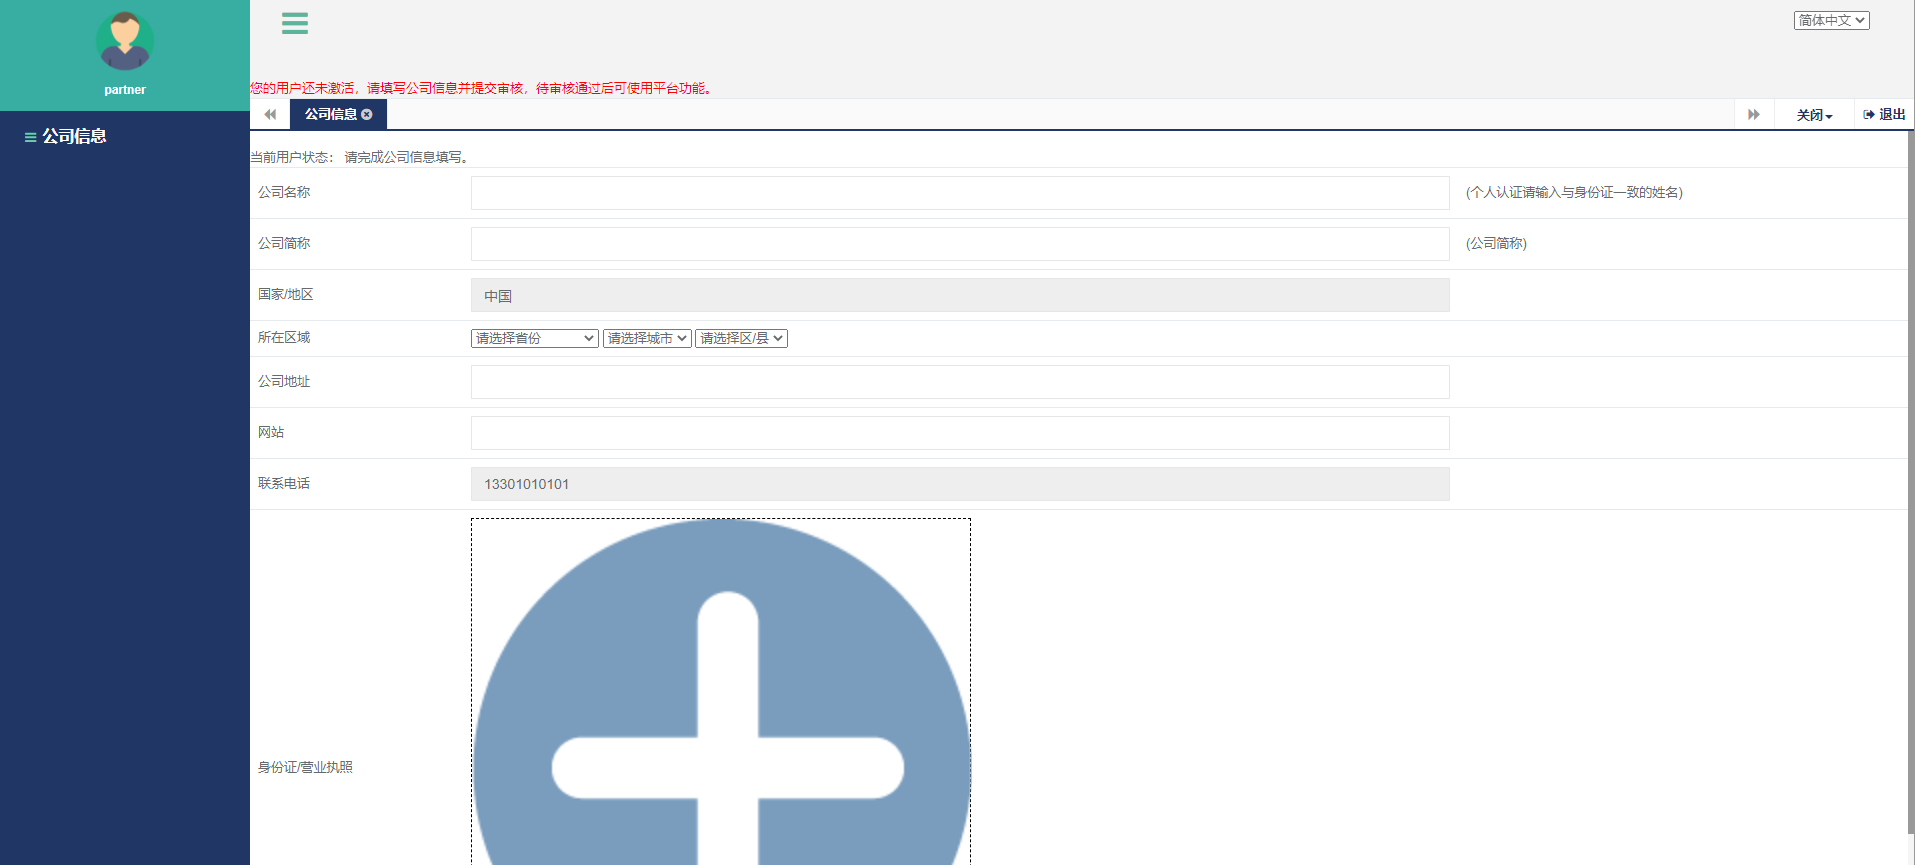 partner
公司信息
简体中文
您的用户还未激活，请填写公司信息并提交审核，待审核通过后可使用平台功能。
公司信息
关闭
退出
当前用户状态： 请完成公司信息填写。
公司名称
(个人认证请输入与身份证一致的姓名)
公司简称
(公司简称)
国家/地区
中国
所在区域
请选择省份 请选择城市 请选择区/县
公司地址
网站
联系电话
13301010101
身份证/营业执照